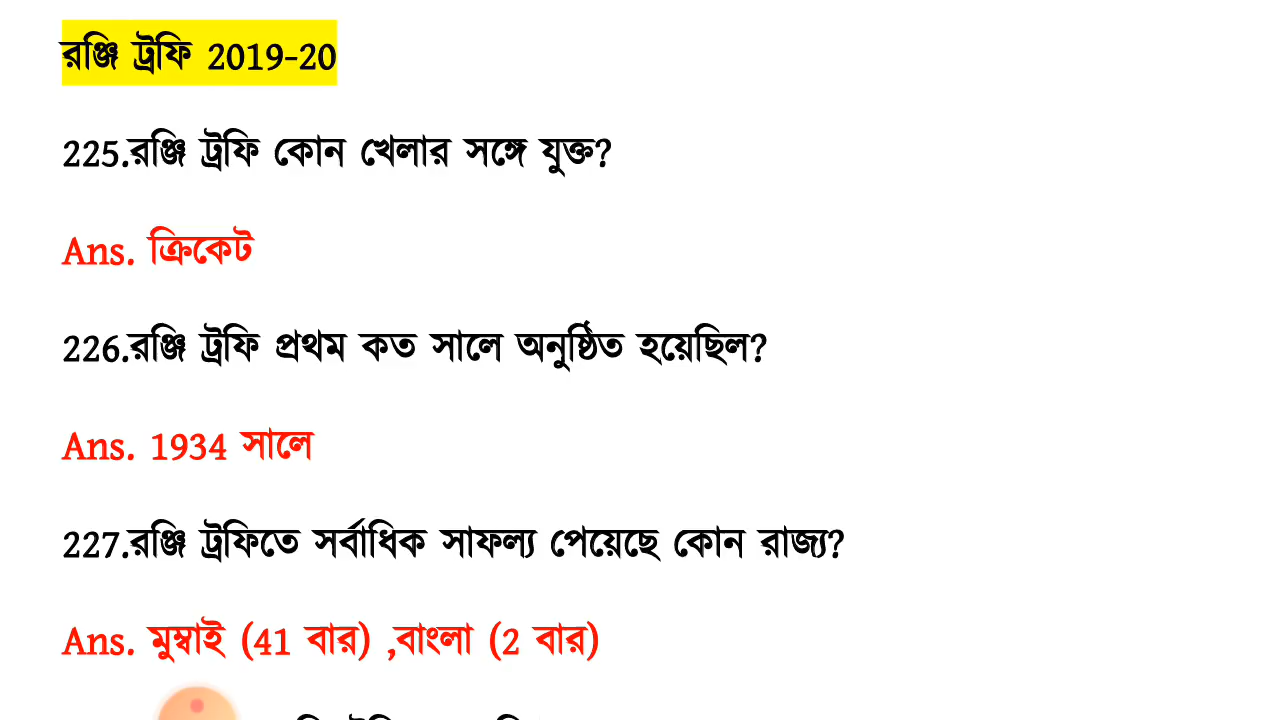 রঞ্জি ট্রফি 2019-20
225.রঞ্জি ট্রফি কোন খেলার সঙ্গে যুক্ত?
Ans. ক্রিকেট
226.রঞ্জি ট্রফি প্রথম কত সালে অনুষ্ঠিত হয়েছিল?
Ans. 1934 সালে
227.রঞ্জি ট্রফিতে সর্বাধিক সাফল্য পেয়েছে কোন রাজ্য?
Ans. মুম্বাই (41 বার) ,বাংলা (2 বার)